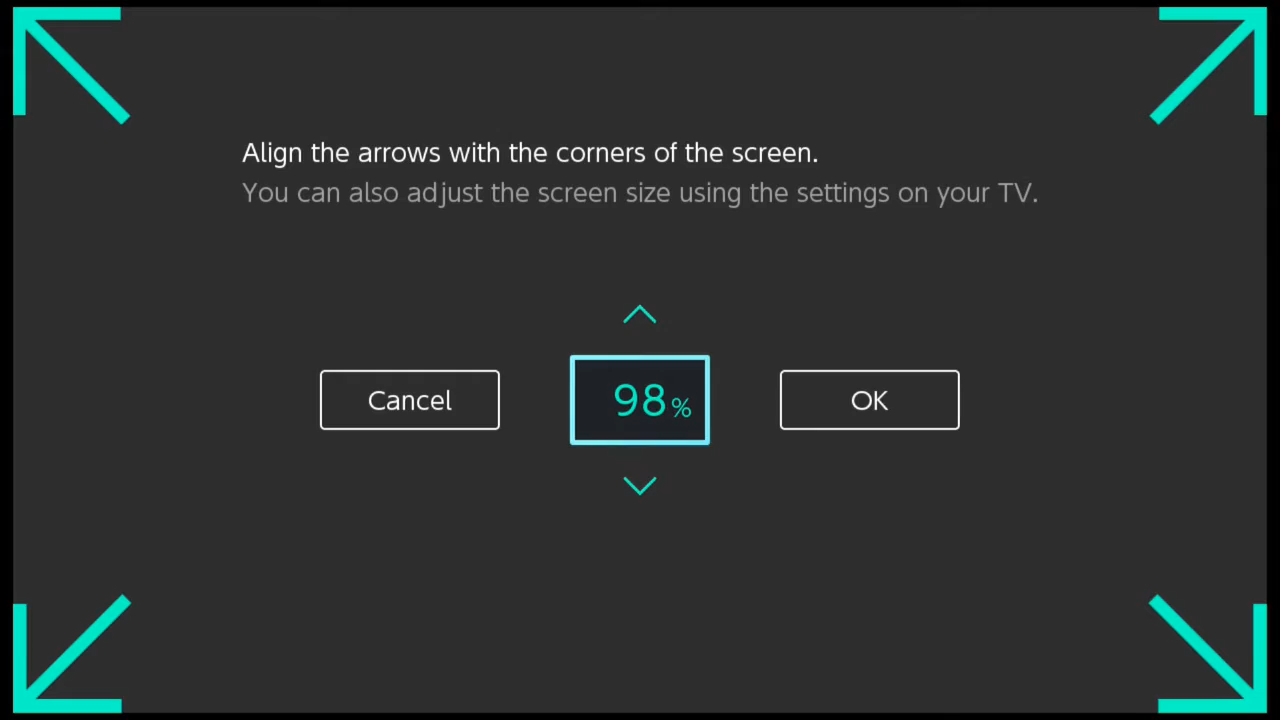 Align the arrows with the corners of the screen.
You can also adjust the screen size using the settings on your TV.
Cancel
98%
OK